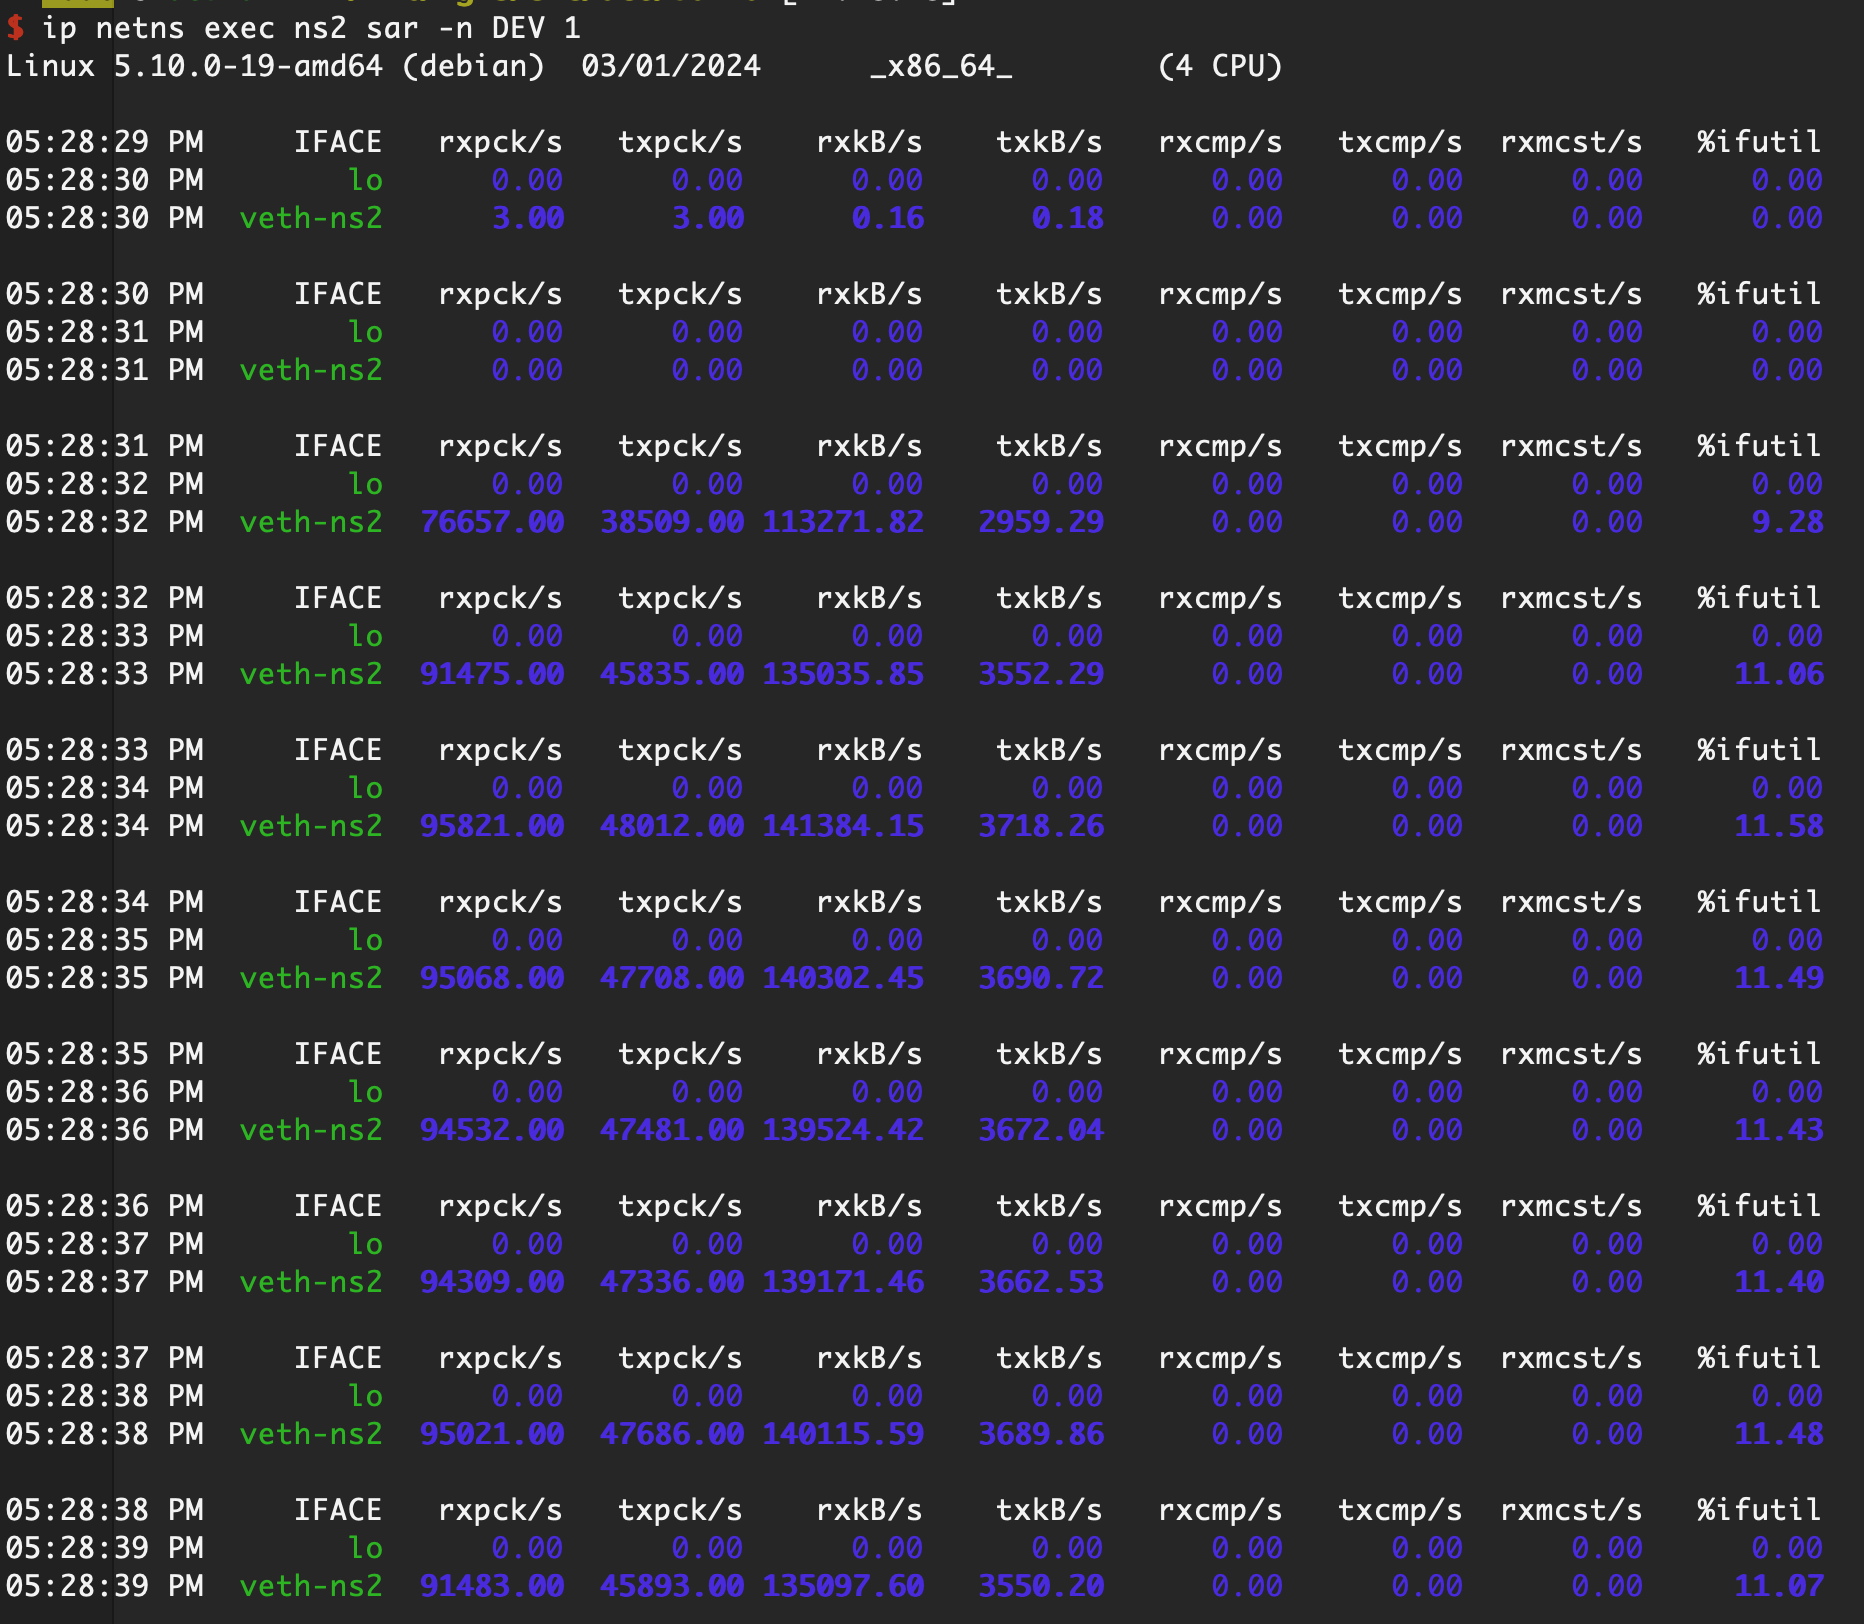 $ ip netns exec ns2 sar -n DEV 1
Linux 5.10.0-19-amd64 (debian) 03/01/2024 _x86_64_ (4 CPU)
05:28:29 PM IFACE rxpck/s txpck/s rxkB/s txkB/s rxcmp/s txcmp/s rxmcst/s %ifutil
05:28:30 PM lo 0.00 0.00 0.00 0.00 0.00 0.00 0.00 0.00
05:28:30 PM veth-ns2 3.00 3.00 0.16 0.18 0.00 0.00 0.00 0.00
05:28:30 PM IFACE rxpck/s txpck/s rxkB/s txkB/s rxcmp/s txcmp/s rxmcst/s %ifutil
05:28:31 PM lo 0.00 0.00 0.00 0.00 0.00 0.00 0.00 0.00
05:28:31 PM veth-ns2 0.00 0.00 0.00 0.00 0.00 0.00 0.00 0.00
05:28:31 PM IFACE rxpck/s txpck/s rxkB/s txkB/s rxcmp/s txcmp/s rxmcst/s %ifutil
05:28:32 PM lo 0.00 0.00 0.00 0.00 0.00 0.00 0.00 0.00
05:28:32 PM veth-ns2 76657.00 38509.00 113271.82 2959.29 0.00 0.00 0.00 9.28
05:28:32 PM IFACE rxpck/s txpck/s rxkB/s txkB/s rxcmp/s txcmp/s rxmcst/s %ifutil
05:28:33 PM lo 0.00 0.00 0.00 0.00 0.00 0.00 0.00 0.00
05:28:33 PM veth-ns2 91475.00 45835.00 135035.85 3552.29 0.00 0.00 0.00 11.06
05:28:33 PM IFACE rxpck/s txpck/s rxkB/s txkB/s rxcmp/s txcmp/s rxmcst/s %ifutil
05:28:34 PM lo 0.00 0.00 0.00 0.00 0.00 0.00 0.00 0.00
05:28:34 PM veth-ns2 95821.00 48012.00 141384.15 3718.26 0.00 0.00 0.00 11.58
05:28:34 PM IFACE rxpck/s txpck/s rxkB/s txkB/s rxcmp/s txcmp/s rxmcst/s %ifutil
05:28:35 PM lo 0.00 0.00 0.00 0.00 0.00 0.00 0.00 0.00
05:28:35 PM veth-ns2 95068.00 47708.00 140302.45 3690.72 0.00 0.00 0.00 11.49
05:28:35 PM IFACE rxpck/s txpck/s rxkB/s txkB/s rxcmp/s txcmp/s rxmcst/s %ifutil
05:28:36 PM lo 0.00 0.00 0.00 0.00 0.00 0.00 0.00 0.00
05:28:36 PM veth-ns2 94532.00 47481.00 139524.42 3672.04 0.00 0.00 0.00 11.43
05:28:36 PM IFACE rxpck/s txpck/s rxkB/s txkB/s rxcmp/s txcmp/s rxmcst/s %ifutil
05:28:37 PM lo 0.00 0.00 0.00 0.00 0.00 0.00 0.00 0.00
05:28:37 PM veth-ns2 94309.00 47336.00 139171.46 3662.53 0.00 0.00 0.00 11.40
05:28:37 PM IFACE rxpck/s txpck/s rxkB/s txkB/s rxcmp/s txcmp/s rxmcst/s %ifutil
05:28:38 PM lo 0.00 0.00 0.00 0.00 0.00 0.00 0.00 0.00
05:28:38 PM veth-ns2 95021.00 47686.00 140115.59 3689.86 0.00 0.00 0.00 11.48
05:28:38 PM IFACE rxpck/s txpck/s rxkB/s txkB/s rxcmp/s txcmp/s rxmcst/s %ifutil
05:28:39 PM lo 0.00 0.00 0.00 0.00 0.00 0.00 0.00 0.00
05:28:39 PM veth-ns2 91483.00 45893.00 135097.60 3550.20 0.00 0.00 0.00 11.07